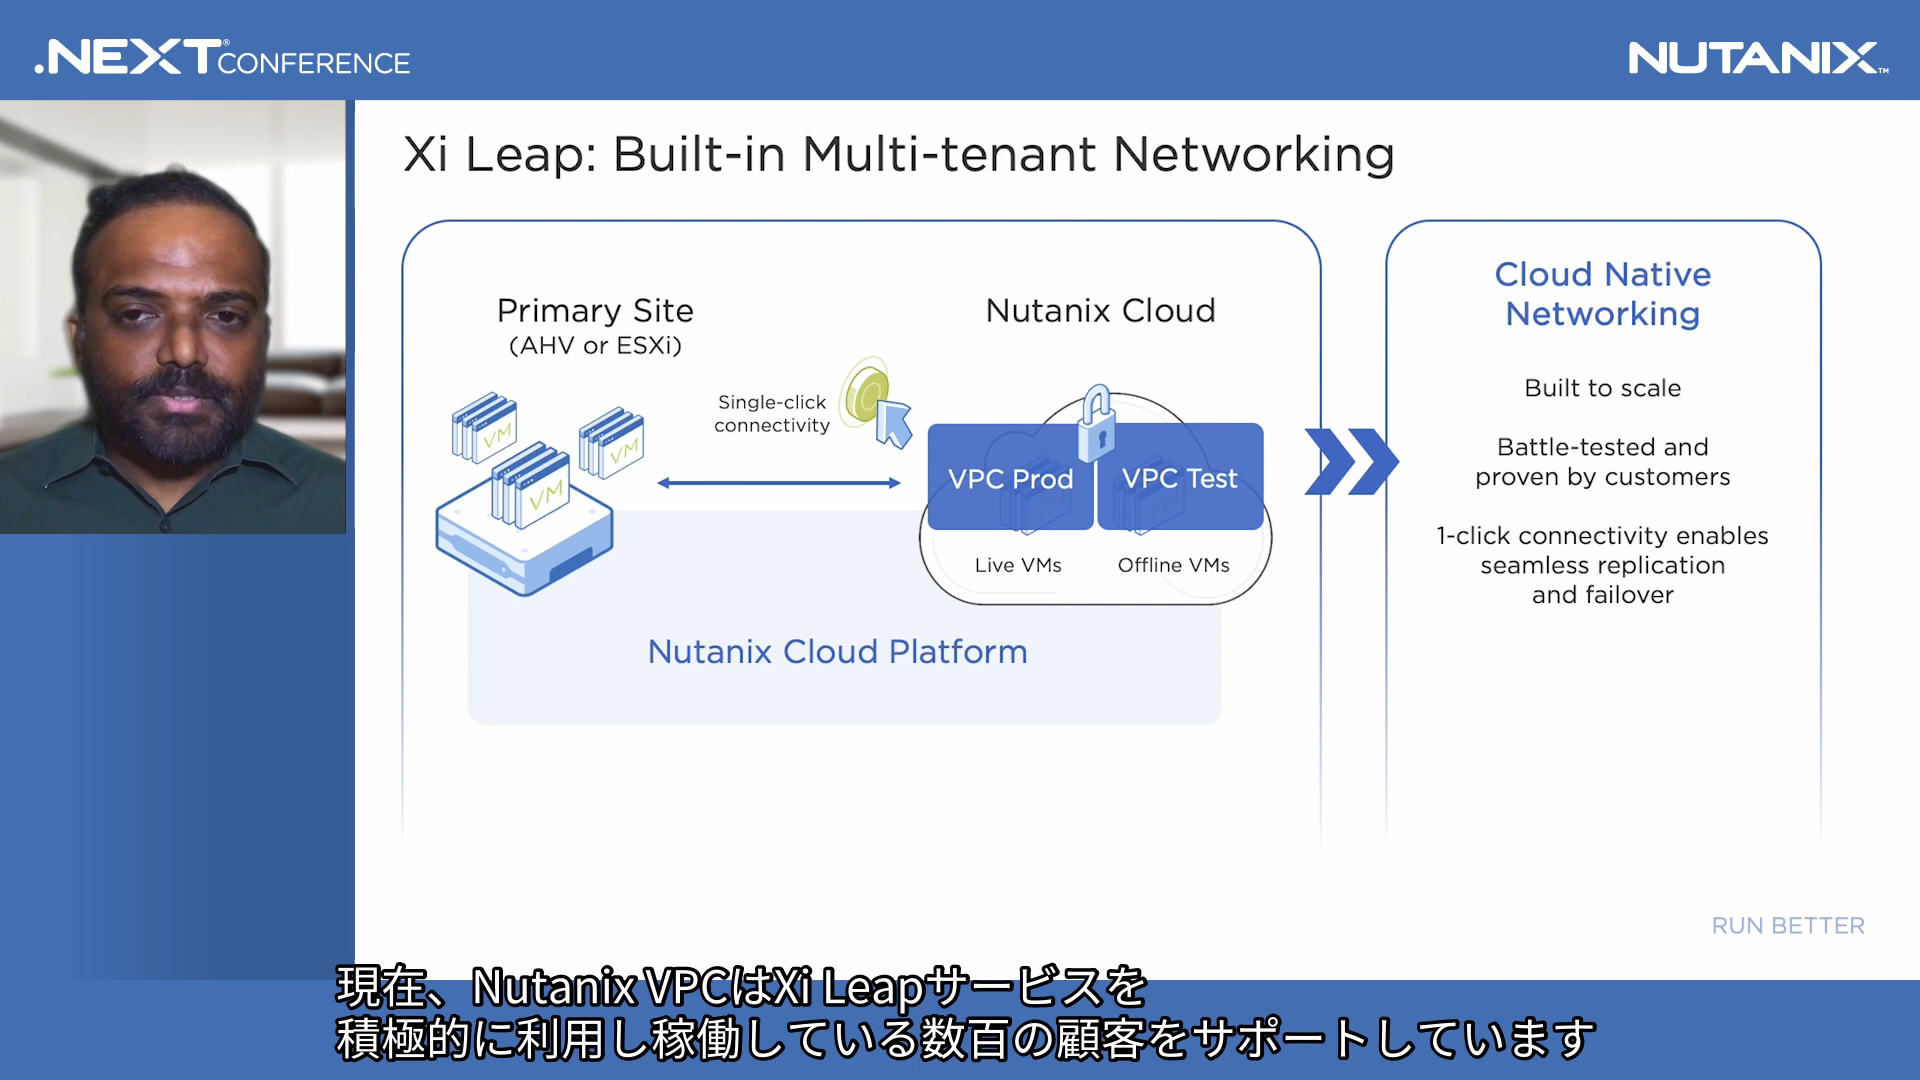 .NEXT® CONFERENCE
NUTANIX™
Xi Leap: Built-in Multi-tenant Networking
Primary Site
(AHV or ESXi)
Single-click
connectivity
Nutanix Cloud
VM
VM
VM
VPC Prod
VPC Test
Live VMs
Offline VMs
Nutanix Cloud Platform
Cloud Native
Networking
Built to scale
Battle-tested and
proven by customers
1-click connectivity enables
seamless replication
and failover
RUN BETTER
現在、Nutanix VPCはXi Leapサービスを
積極的に利用し稼働している数百の顧客をサポートしています